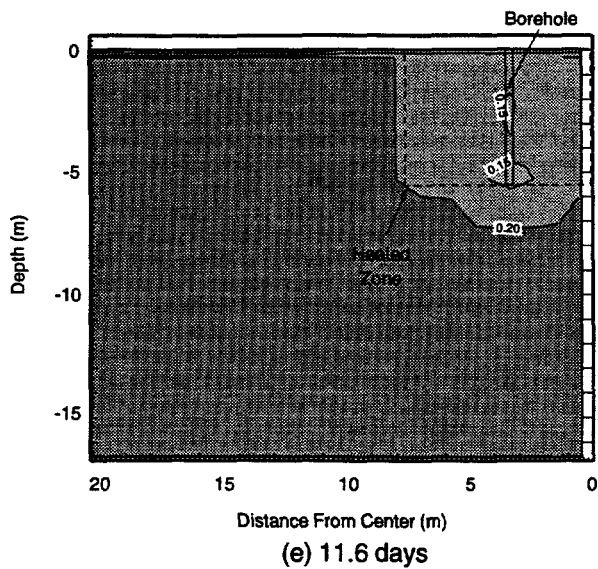 Borehole
0
-5
-10
-15
Depth (m)
0.15
0.15
0.20
Heated
Zone
20
15
10
5
0
Distance From Center (m)
(e) 11.6 days